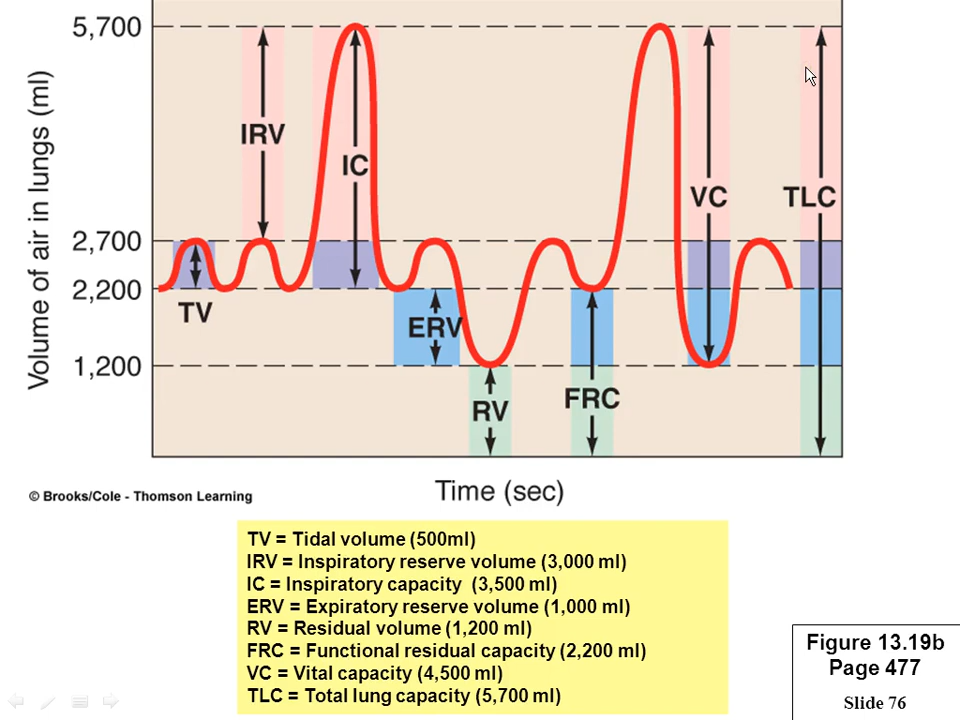 5,700
IRV
IC
VC
TLC
Volume of air in lungs (ml)
2,700
2,200
TV
ERV
1,200
RV
FRC
Time (sec)
© Brooks/Cole - Thomson Learning
TV = Tidal volume (500ml)
IRV = Inspiratory reserve volume (3,000 ml)
IC = Inspiratory capacity (3,500 ml)
ERV = Expiratory reserve volume (1,000 ml)
RV = Residual volume (1,200 ml)
FRC = Functional residual capacity (2,200 ml)
VC = Vital capacity (4,500 ml)
TLC = Total lung capacity (5,700 ml)
Figure 13.19b
Page 477
Slide 76